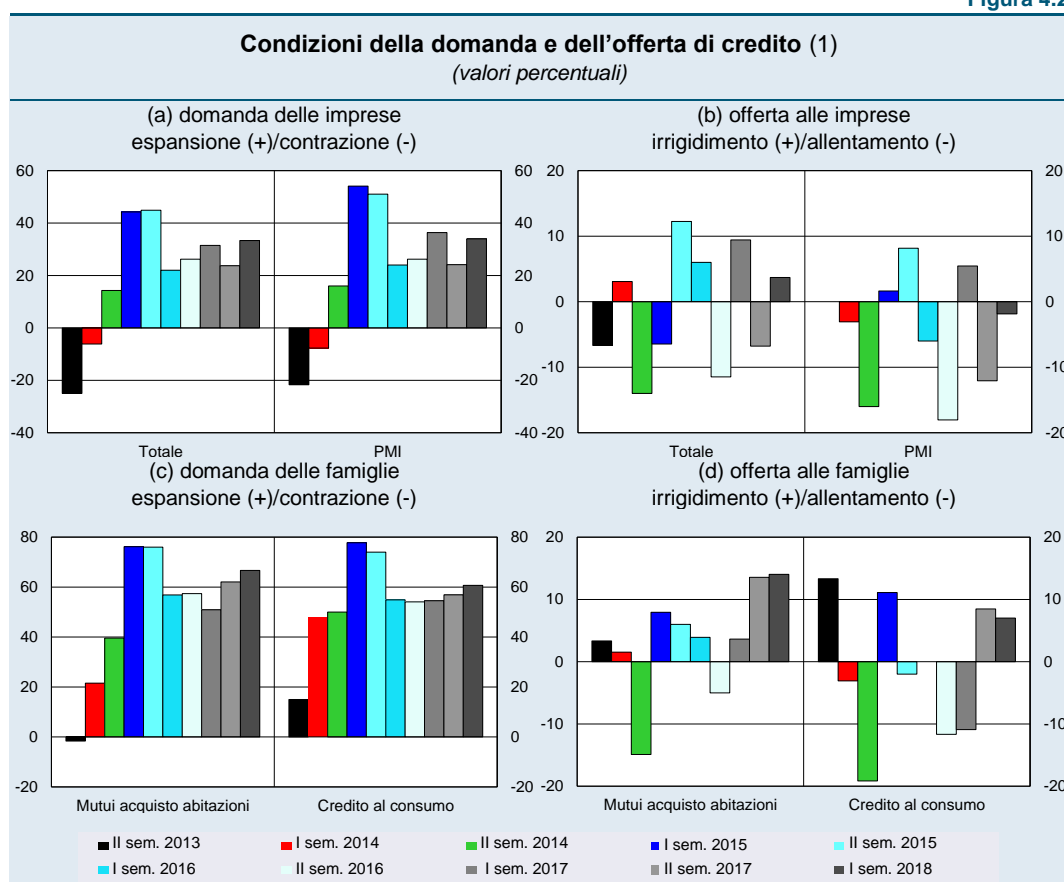 Figura 4.2
Condizioni della domanda e dell'offerta di credito (1)
(valori percentuali)
(a) domanda delle imprese
espansione (+)/contrazione (-)
60
40
20
0
-20
-40
60
40
20
0
-20
-40
Totale
PMI
(b) offerta alle imprese
irrigidimento (+)/allentamento (-)
20
10
0
-10
-20
20
10
0
-10
-20
Totale
PMI
(c) domanda delle famiglie
espansione (+)/contrazione (-)
80
60
40
20
0
-20
80
60
40
20
0
-20
Mutui acquisto abitazioni
Credito al consumo
(d) offerta alle famiglie
irrigidimento (+)/allentamento (-)
20
10
0
-10
-20
20
10
0
-10
-20
Mutui acquisto abitazioni
Credito al consumo
II sem. 2013
I sem. 2014
II sem. 2014
I sem. 2015
II sem. 2015
I sem. 2016
II sem. 2016
I sem. 2017
II sem. 2017
I sem. 2018